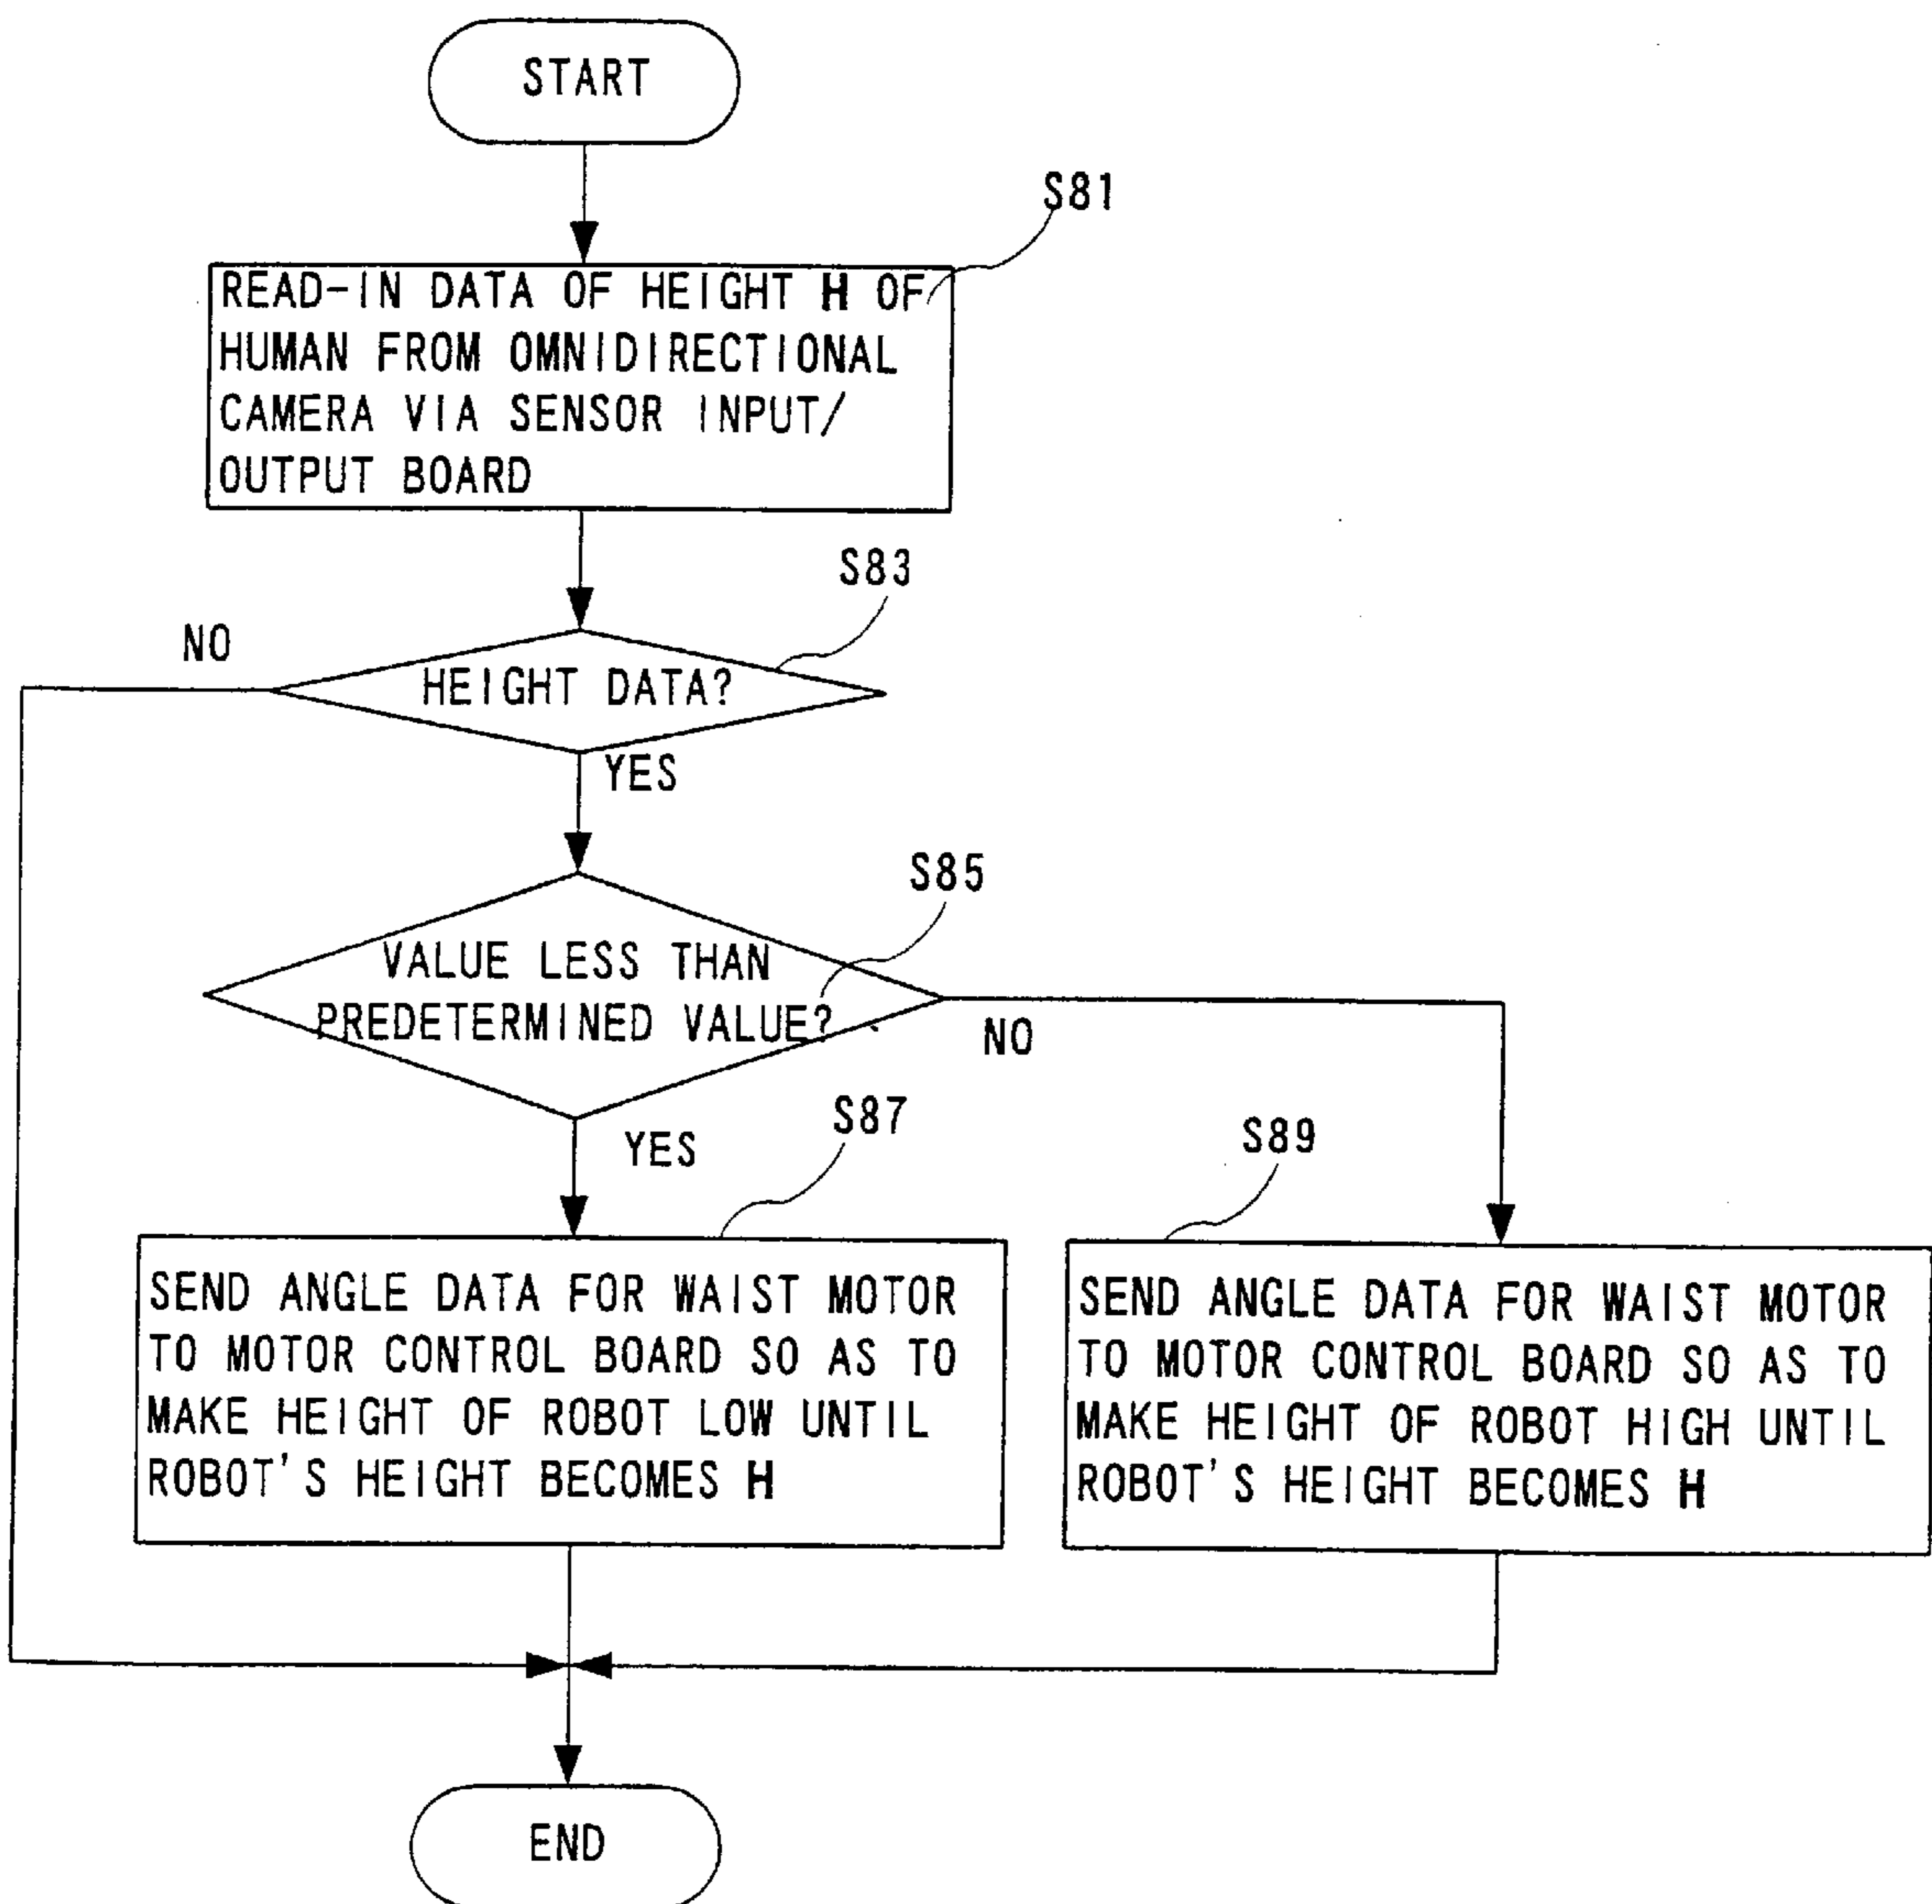 START
S81
READ-IN DATA OF HEIGHT H OF
HUMAN FROM OMNIDIRECTIONAL
CAMERA VIA SENSOR INPUT/
OUTPUT BOARD
S83
NO
HEIGHT DATA?
YES
S85
VALUE LESS THAN
PREDETERMINED VALUE?
NO
YES
S87
SEND ANGLE DATA FOR WAIST MOTOR
TO MOTOR CONTROL BOARD SO AS TO
MAKE HEIGHT OF ROBOT LOW UNTIL
ROBOT'S HEIGHT BECOMES H
S89
SEND ANGLE DATA FOR WAIST MOTOR
TO MOTOR CONTROL BOARD SO AS TO
MAKE HEIGHT OF ROBOT HIGH UNTIL
ROBOT'S HEIGHT BECOMES H
END